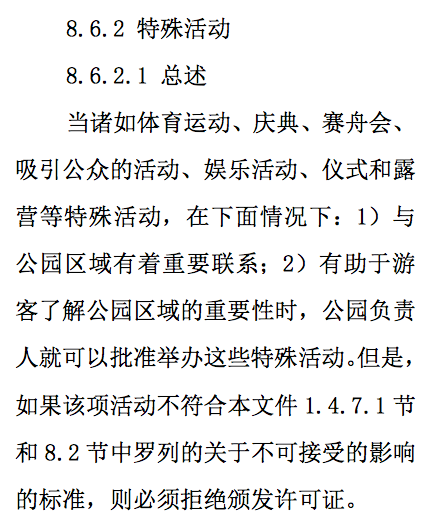 8.6.2 特殊活动
8.6.2.1 总述
当诸如体育运动、庆典、赛舟会、
吸引公众的活动、娱乐活动、仪式和露
营等特殊活动，在下面情况下：1）与
公园区域有着重要联系；2）有助于游
客了解公园区域的重要性时，公园负责
人就可以批准举办这些特殊活动。但是，
如果该项活动不符合本文件 1.4.7.1 节
和 8.2 节中罗列的关于不可接受的影响
的标准，则必须拒绝颁发许可证。